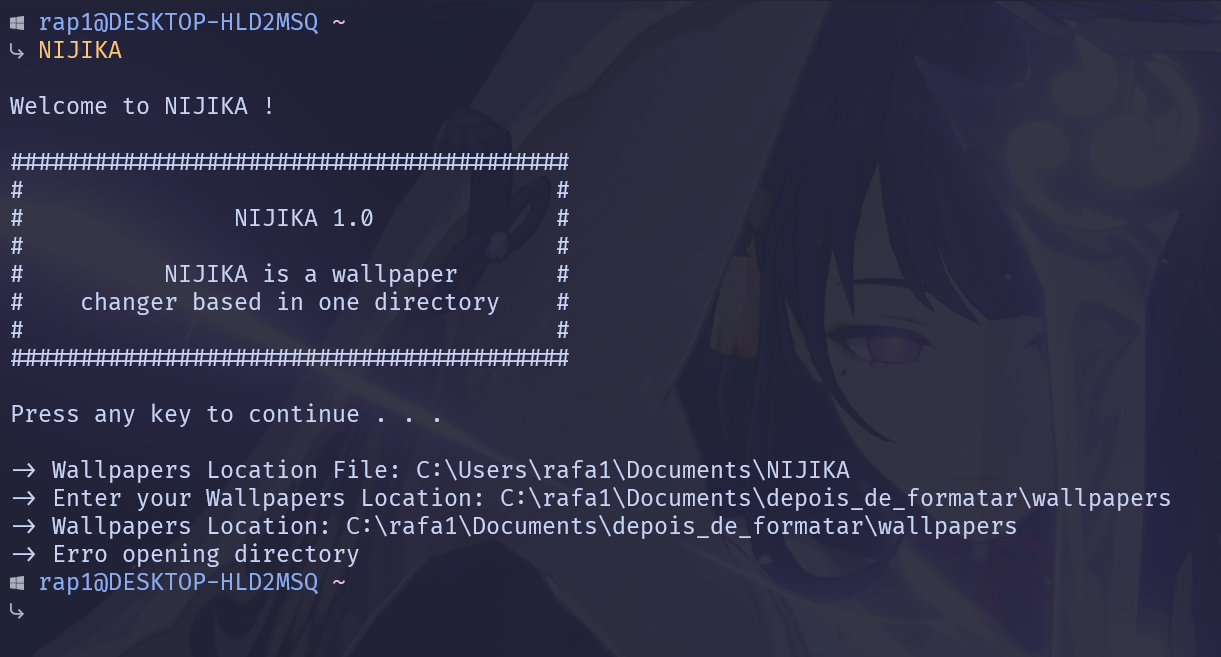 rap1@DESKTOP-HLD2MSQ ~
↳ NIJIKA
Welcome to NIJIKA !
########################################
#                                      #
#               NIJIKA 1.0             #
#                                      #
#          NIJIKA is a wallpaper       #
#    changer based in one directory    #
#                                      #
########################################
Press any key to continue . . .
-> Wallpapers Location File: C:\Users\rafa1\Documents\NIJIKA
-> Enter your Wallpapers Location: C:\rafa1\Documents\depois_de_formatar\wallpapers
-> Wallpapers Location: C:\rafa1\Documents\depois_de_formatar\wallpapers
-> Erro opening directory
rap1@DESKTOP-HLD2MSQ ~
↳